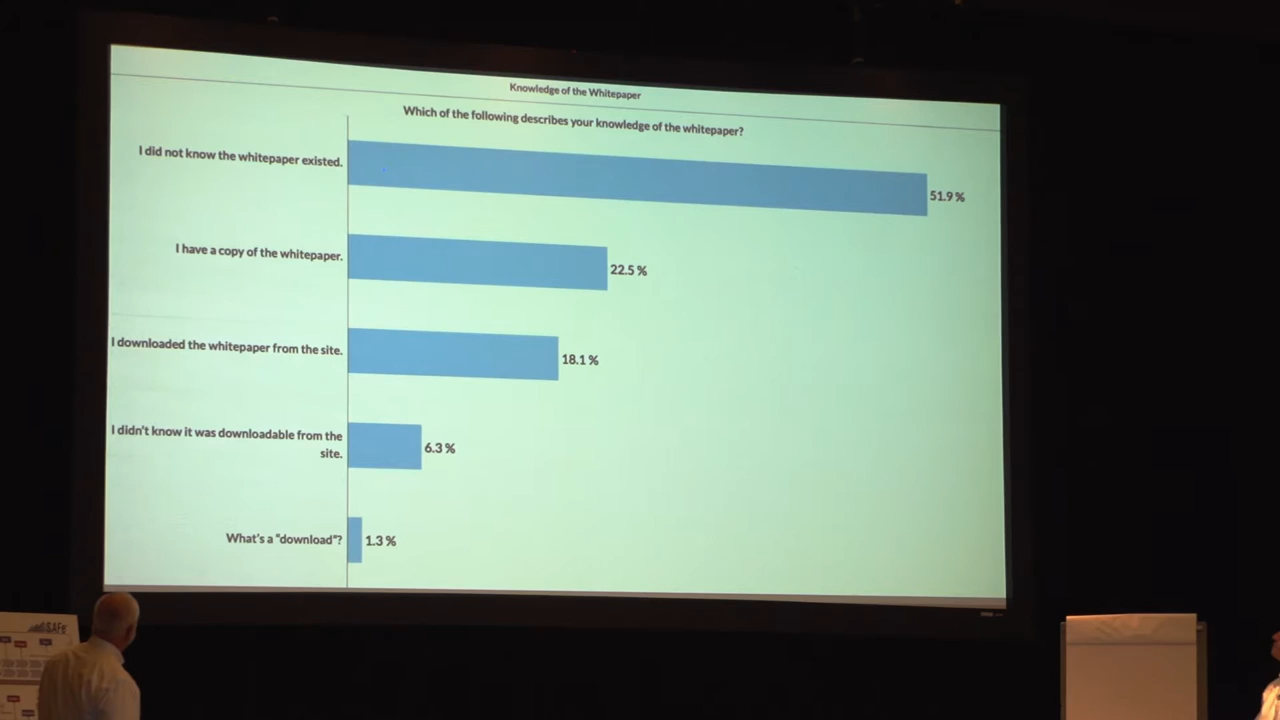 Knowledge of the Whitepaper
Which of the following describes your knowledge of the whitepaper?
I did not know the whitepaper existed.
51.9 %
I have a copy of the whitepaper.
22.5 %
I downloaded the whitepaper from the site.
18.1 %
I didn't know it was downloadable from the
site.
6.3 %
What's a "download"?
1.3 %
SAFe